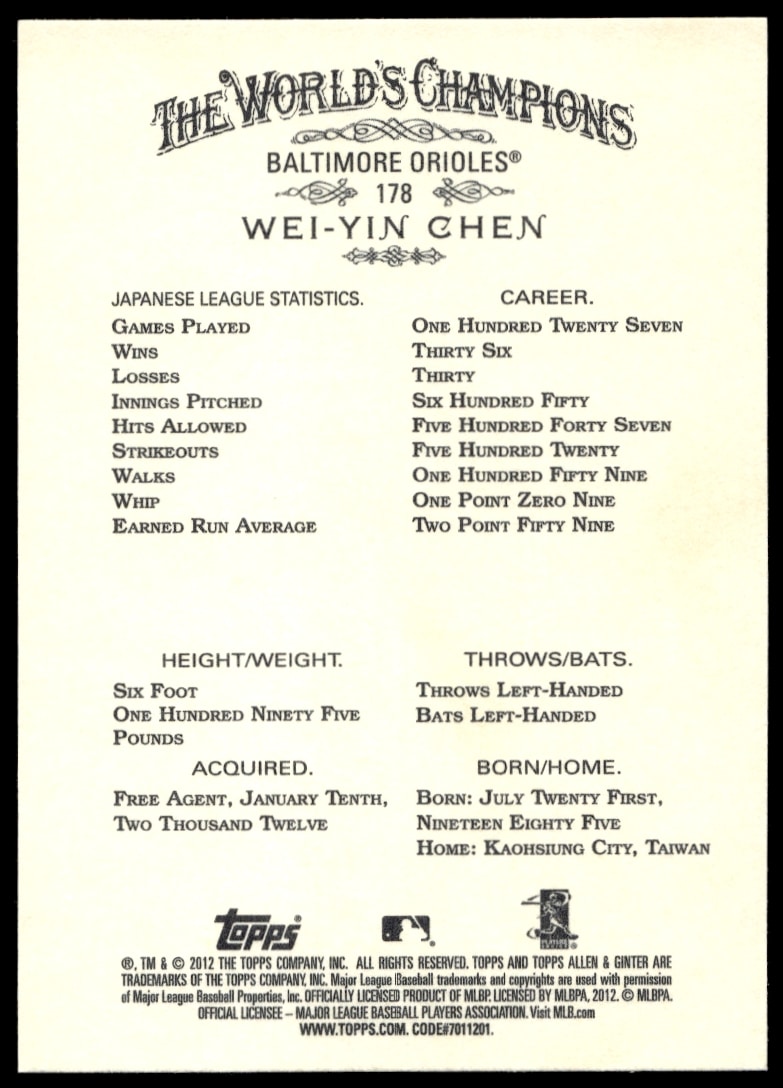 THE WORLD'S CHAMPIONS
BALTIMORE ORIOLES®
178
WEI-YIN CHEN
JAPANESE LEAGUE STATISTICS. CAREER.
GAMES PLAYED ONE HUNDRED TWENTY SEVEN
WINS THIRTY SIX
LOSSES THIRTY
INNINGS PITCHED SIX HUNDRED FIFTY
HITS ALLOWED FIVE HUNDRED FORTY SEVEN
STRIKEOUTS FIVE HUNDRED TWENTY
WALKS ONE HUNDRED FIFTY NINE
WHIP ONE POINT ZERO NINE
EARNED RUN AVERAGE TWO POINT FIFTY NINE
HEIGHT/WEIGHT.
SIX FOOT
ONE HUNDRED NINETY FIVE
POUNDS
THROWS/BATS.
THROWS LEFT-HANDED
BATS LEFT-HANDED
ACQUIRED.
FREE AGENT, JANUARY TENTH,
TWO THOUSAND TWELVE
BORN/HOME.
BORN: JULY TWENTY FIRST,
NINETEEN EIGHTY FIVE
HOME: KAOHSIUNG CITY, TAIWAN
Topps®
®, TM & © 2012 THE TOPPS COMPANY, INC. ALL RIGHTS RESERVED. TOPPS AND TOPPS ALLEN & GINTER ARE
TRADEMARKS OF THE TOPPS COMPANY, INC. Major League Baseball trademarks and copyrights are used with permission
of Major League Baseball Properties, Inc. OFFICIALLY LICENSED PRODUCT OF MLBP. LICENSED BY MLBPA, 2012. © MLBPA.
OFFICIAL LICENSEE – MAJOR LEAGUE BASEBALL PLAYERS ASSOCIATION. Visit MLB.com
WWW.TOPPS.COM. CODE#7011201.